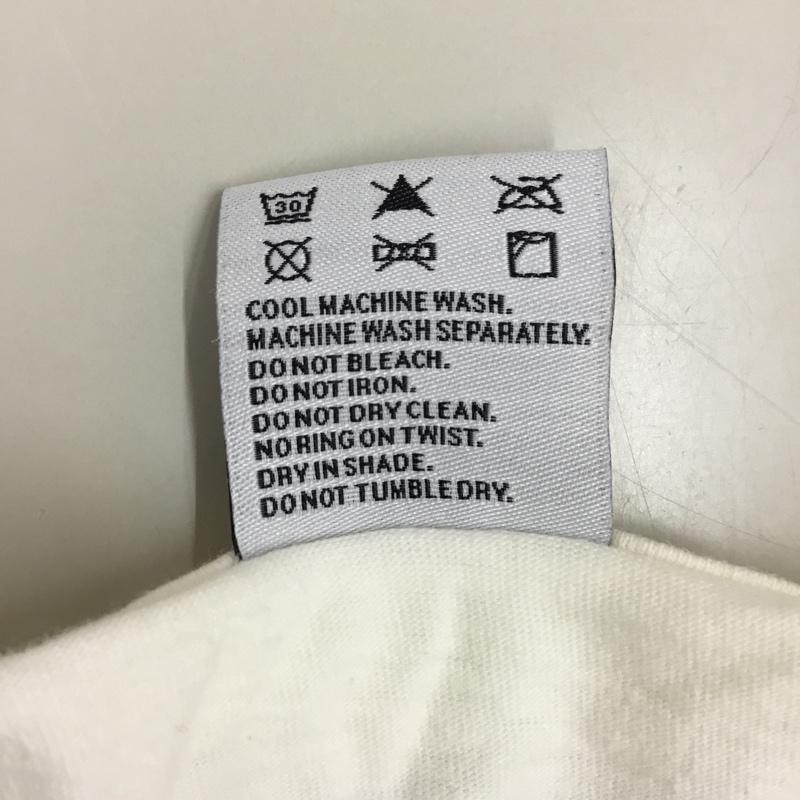 30
COOL MACHINE WASH.
MACHINE WASH SEPARATELY.
DO NOT BLEACH.
DO NOT IRON.
DO NOT DRY CLEAN.
NO RING ON TWIST.
DRY IN SHADE.
DO NOT TUMBLE DRY.